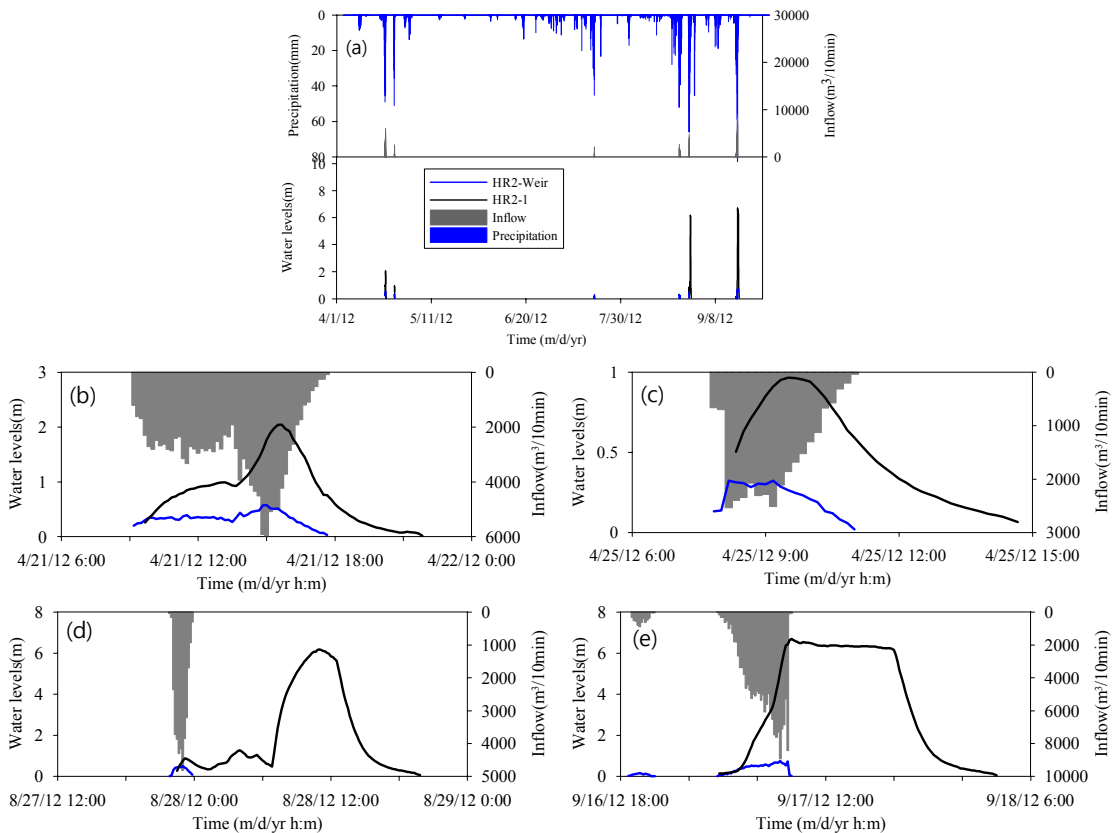 (a)
Precipitation(mm)
0
20
40
60
80
30000
20000
10000
0
Inflow(m³/10min)
Water levels(m)
10
8
6
4
2
0
HR2-Weir
HR2-1
Inflow
Precipitation
4/1/12 5/11/12 6/20/12 7/30/12 9/8/12
Time (m/d/yr)
(b)
Water levels(m)
3
2
1
0
0
2000
4000
6000
Inflow(m³/10min)
4/21/12 6:00 4/21/12 12:00 4/21/12 18:00 4/22/12 0:00
Time (m/d/yr h:m)
(c)
Water levels(m)
1
0.5
0
0
1000
2000
3000
Inflow(m³/10min)
4/25/12 6:00 4/25/12 9:00 4/25/12 12:00 4/25/12 15:00
Time (m/d/yr h:m)
(d)
Water levels(m)
8
6
4
2
0
0
1000
2000
3000
4000
5000
Inflow(m³/10min)
8/27/12 12:00 8/28/12 0:00 8/28/12 12:00 8/29/12 0:00
Time (m/d/yr h:m)
(e)
Water levels(m)
8
6
4
2
0
0
2000
4000
6000
8000
10000
Inflow(m³/10min)
9/16/12 18:00 9/17/12 12:00 9/18/12 6:00
Time (m/d/yr h:m)